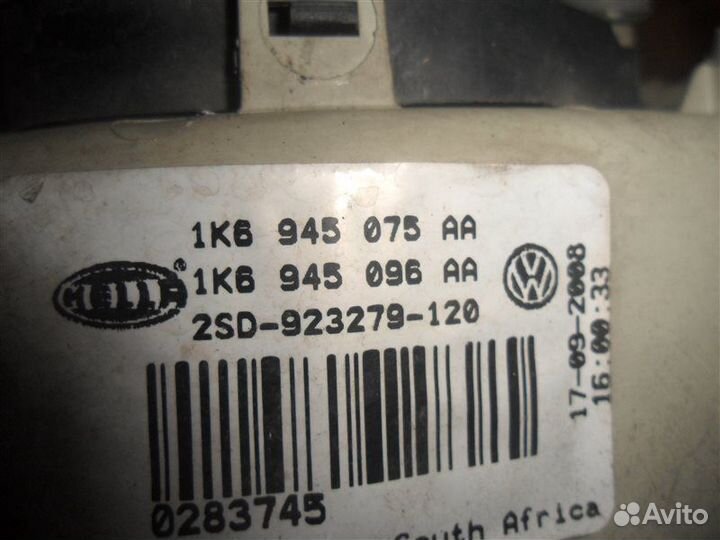 1K6 945 075 AA
1K6 945 096 AA
2SD-923279-120
HELLA®
VW
17-09-2008
16:00:33
0283745
South Africa
Avito